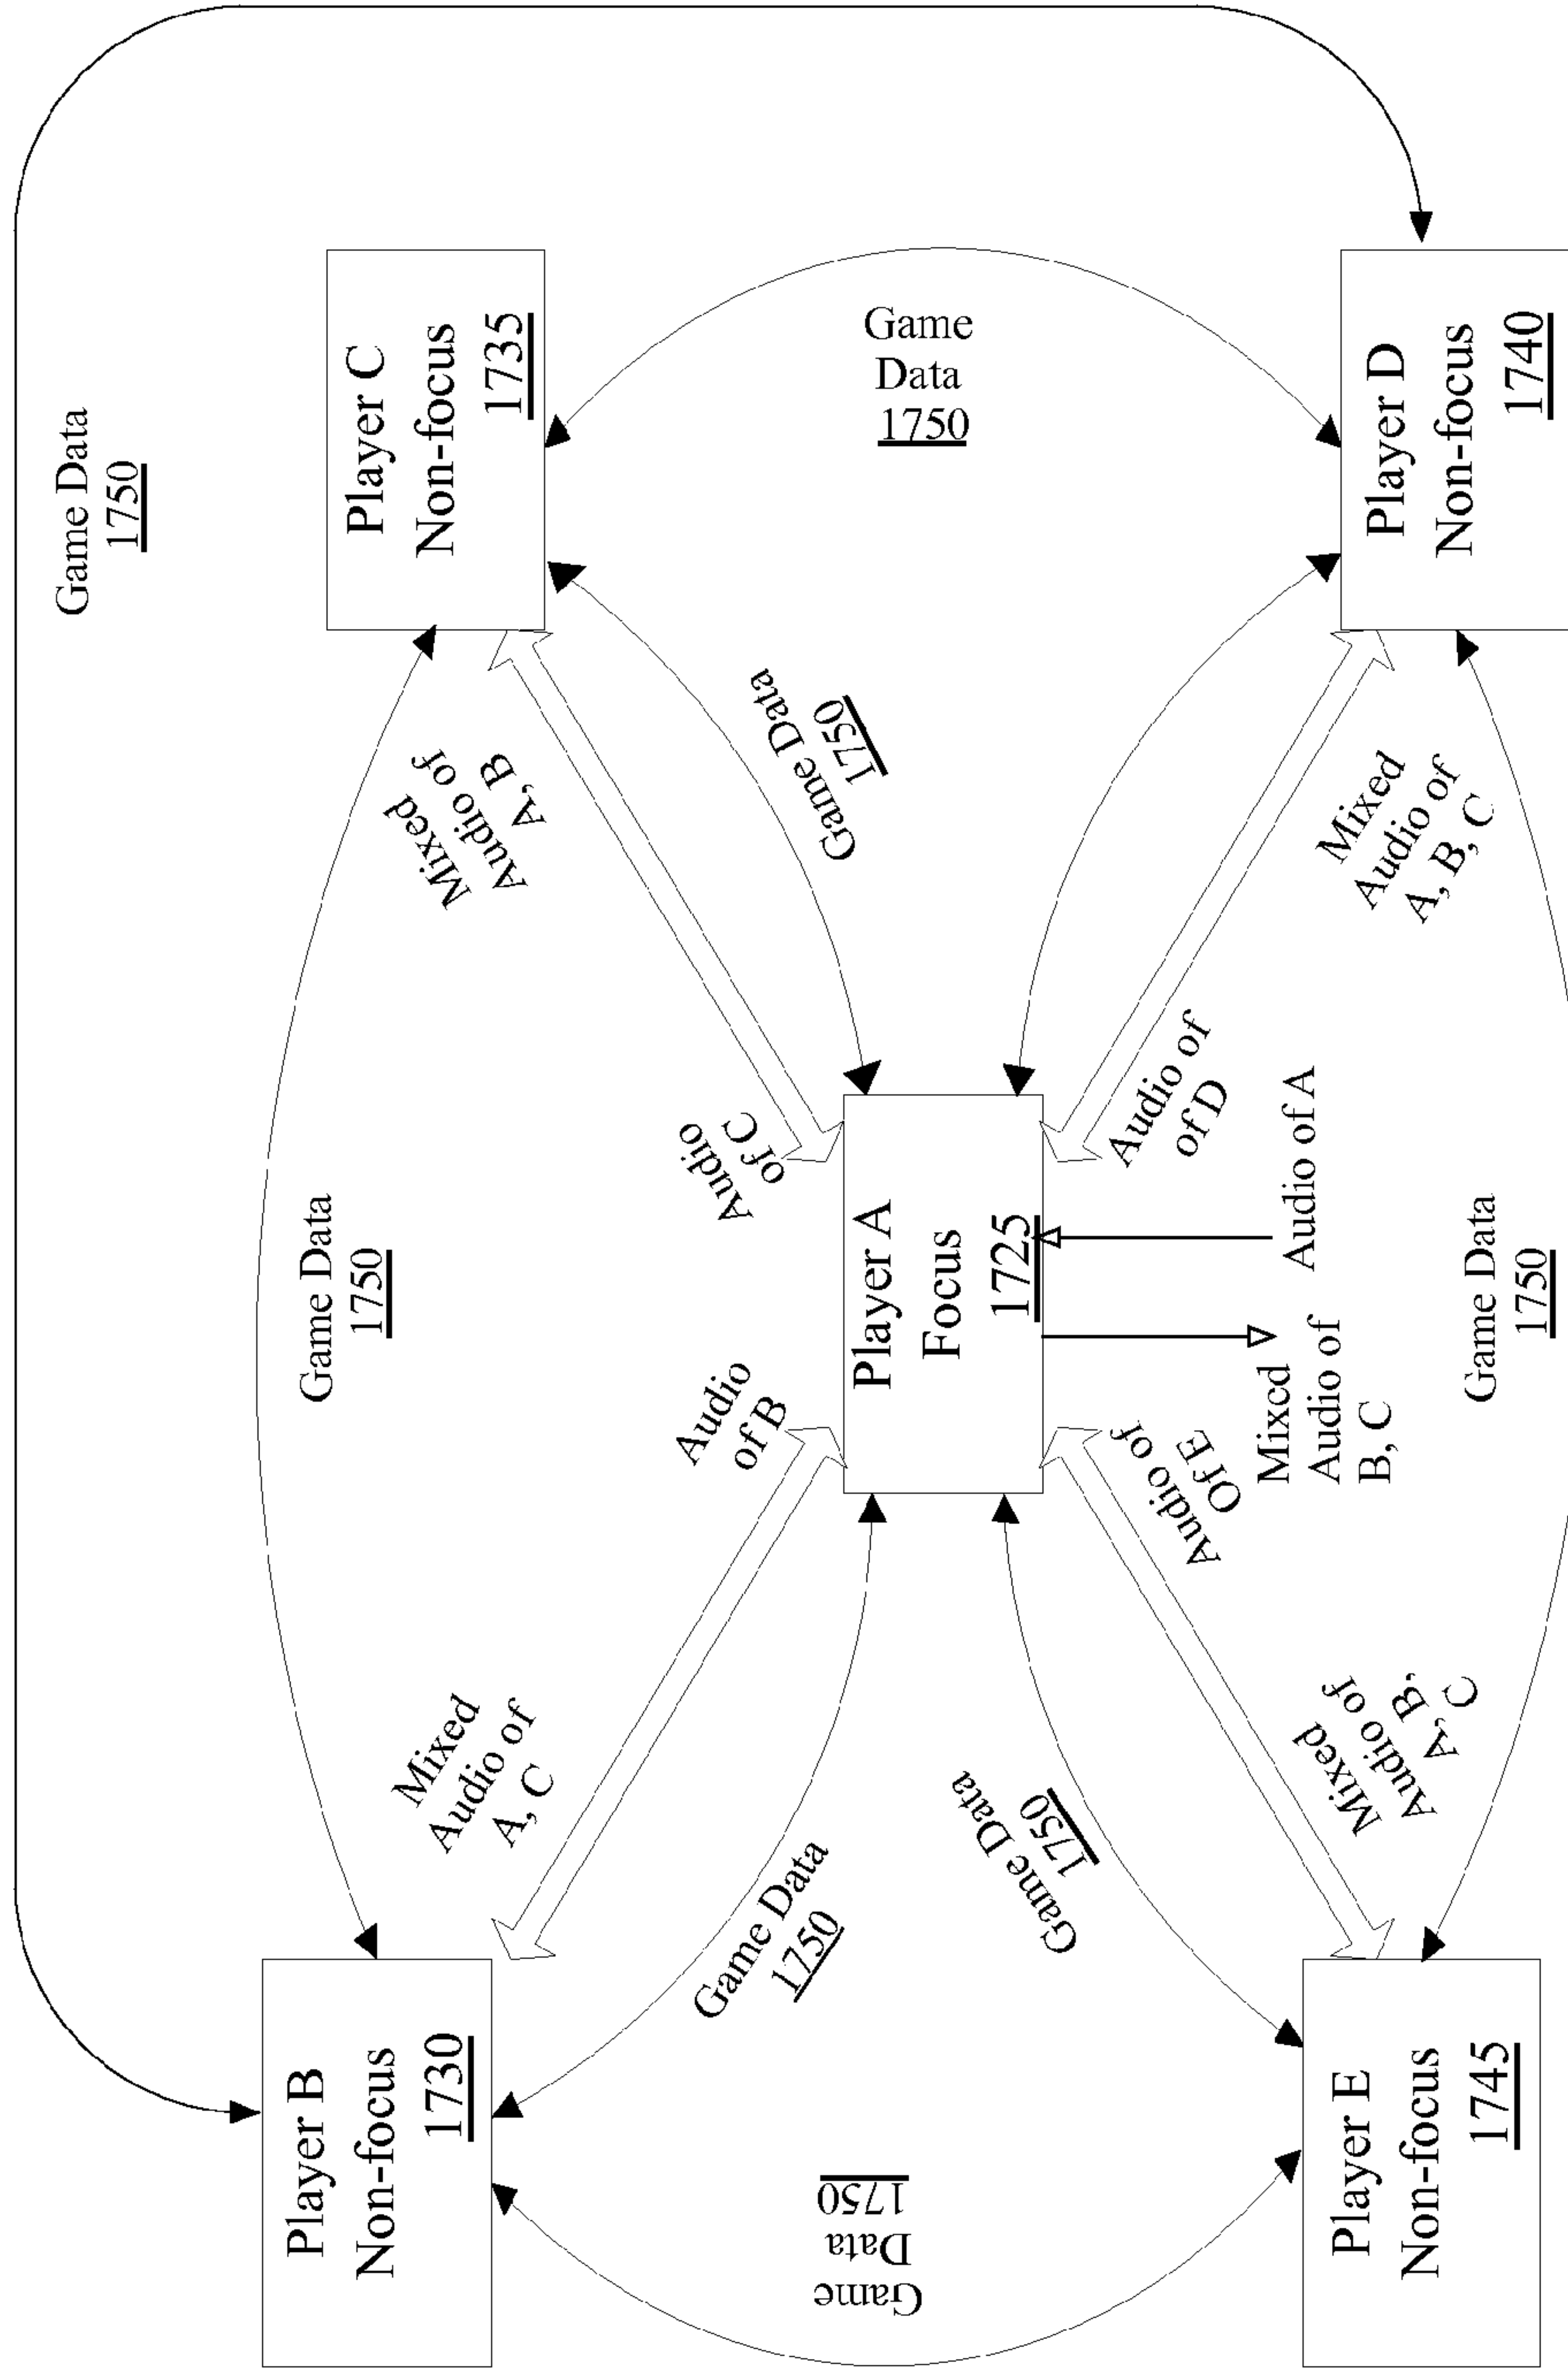 Game Data
1750
Player B
Non-focus
1730
Player C
Non-focus
1735
Game Data
1750
Mixed
Audio of
A, C
Mixed
Audio of
A, B
Audio
of B
Audio
of C
Game Data
1750
Game Data
1750
Game
Data
1750
Player A
Focus
1725
Game
Data
1750
Game Data
1750
Audio of
Of E
Audio of
of D
Mixed
Audio of
B, C
Audio of A
Mixed
Audio of
A, B,
C
Mixed
Audio of
A, B, C
Player E
Non-focus
1745
Game Data
1750
Player D
Non-focus
1740